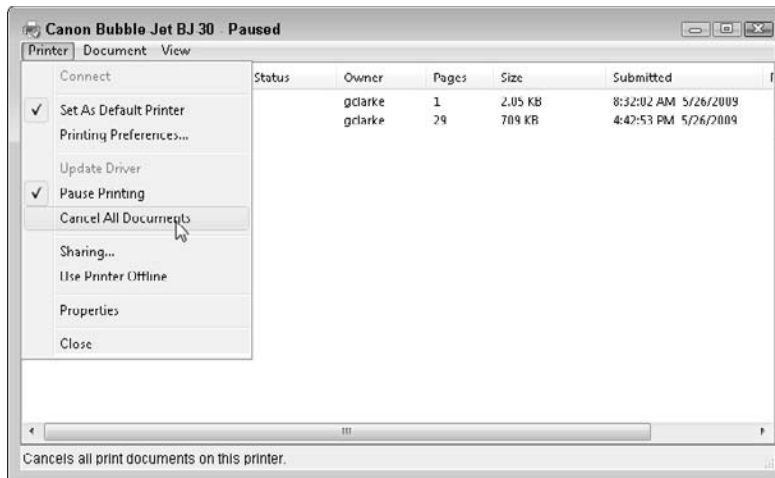 Canon Bubble Jet BJ 30 - Paused
Printer Document View
Connect
Status Owner Pages Size Submitted
Set As Default Printer
gclarke 1 2.05 KB 8:32:02 AM 5/26/2009
Printing Preferences...
gclarke 29 709 KB 4:42:53 PM 5/26/2009
Update Driver
Pause Printing
Cancel All Documents
Sharing...
Use Printer Offline
Properties
Close
Cancels all print documents on this printer.